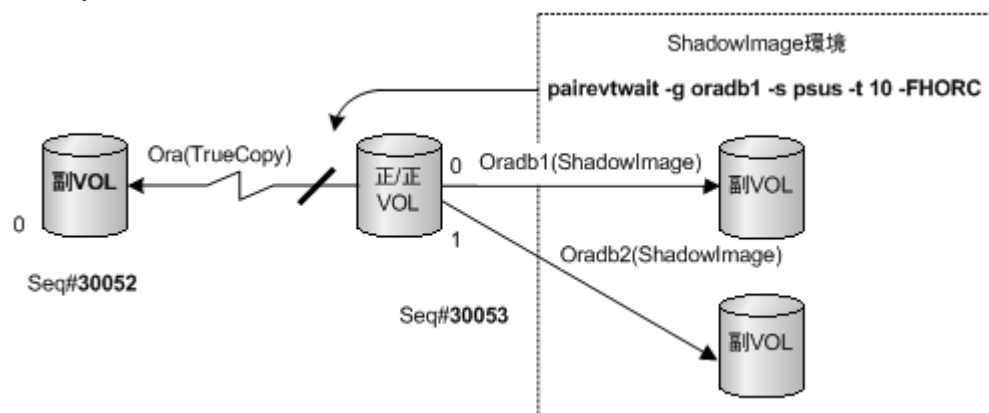 ShadowImage環境
pairevtwait -g oradb1 -s psus -t 10 -FHORC
Ora(TrueCopy)
0
Oradb1(ShadowImage)
副VOL
正/正
VOL
副VOL
0
1
Oradb2(ShadowImage)
Seq#30052
Seq#30053
副VOL